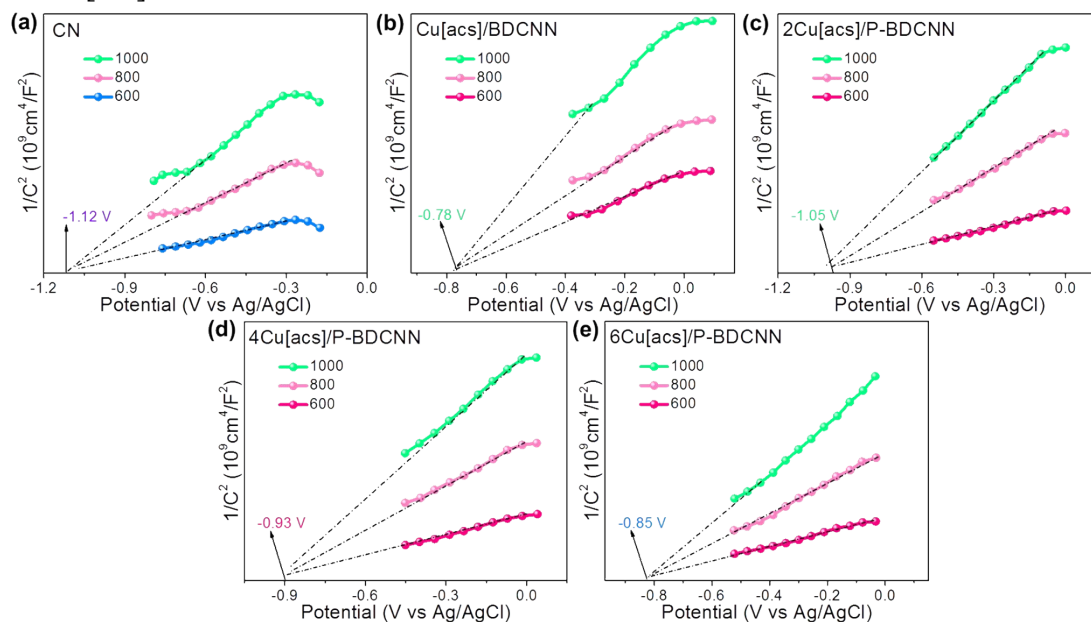 (a)
CN
1000
800
600
-1.12 V
1/C² (10⁹cm⁴/F²)
-1.2
-0.9
-0.6
-0.3
0.0
Potential (V vs Ag/AgCl)
(b)
Cu[acs]/BDCNN
1000
800
600
-0.78 V
1/C² (10⁹cm⁴/F²)
-0.8
-0.6
-0.4
-0.2
0.0
Potential (V vs Ag/AgCl)
(c)
2Cu[acs]/P-BDCNN
1000
800
600
-1.05 V
1/C² (10⁹cm⁴/F²)
-1.2
-0.9
-0.6
-0.3
0.0
Potential (V vs Ag/AgCl)
(d)
4Cu[acs]/P-BDCNN
1000
800
600
-0.93 V
1/C² (10⁹cm⁴/F²)
-0.9
-0.6
-0.3
0.0
Potential (V vs Ag/AgCl)
(e)
6Cu[acs]/P-BDCNN
1000
800
600
-0.85 V
1/C² (10⁹cm⁴/F²)
-0.8
-0.6
-0.4
-0.2
0.0
Potential (V vs Ag/AgCl)